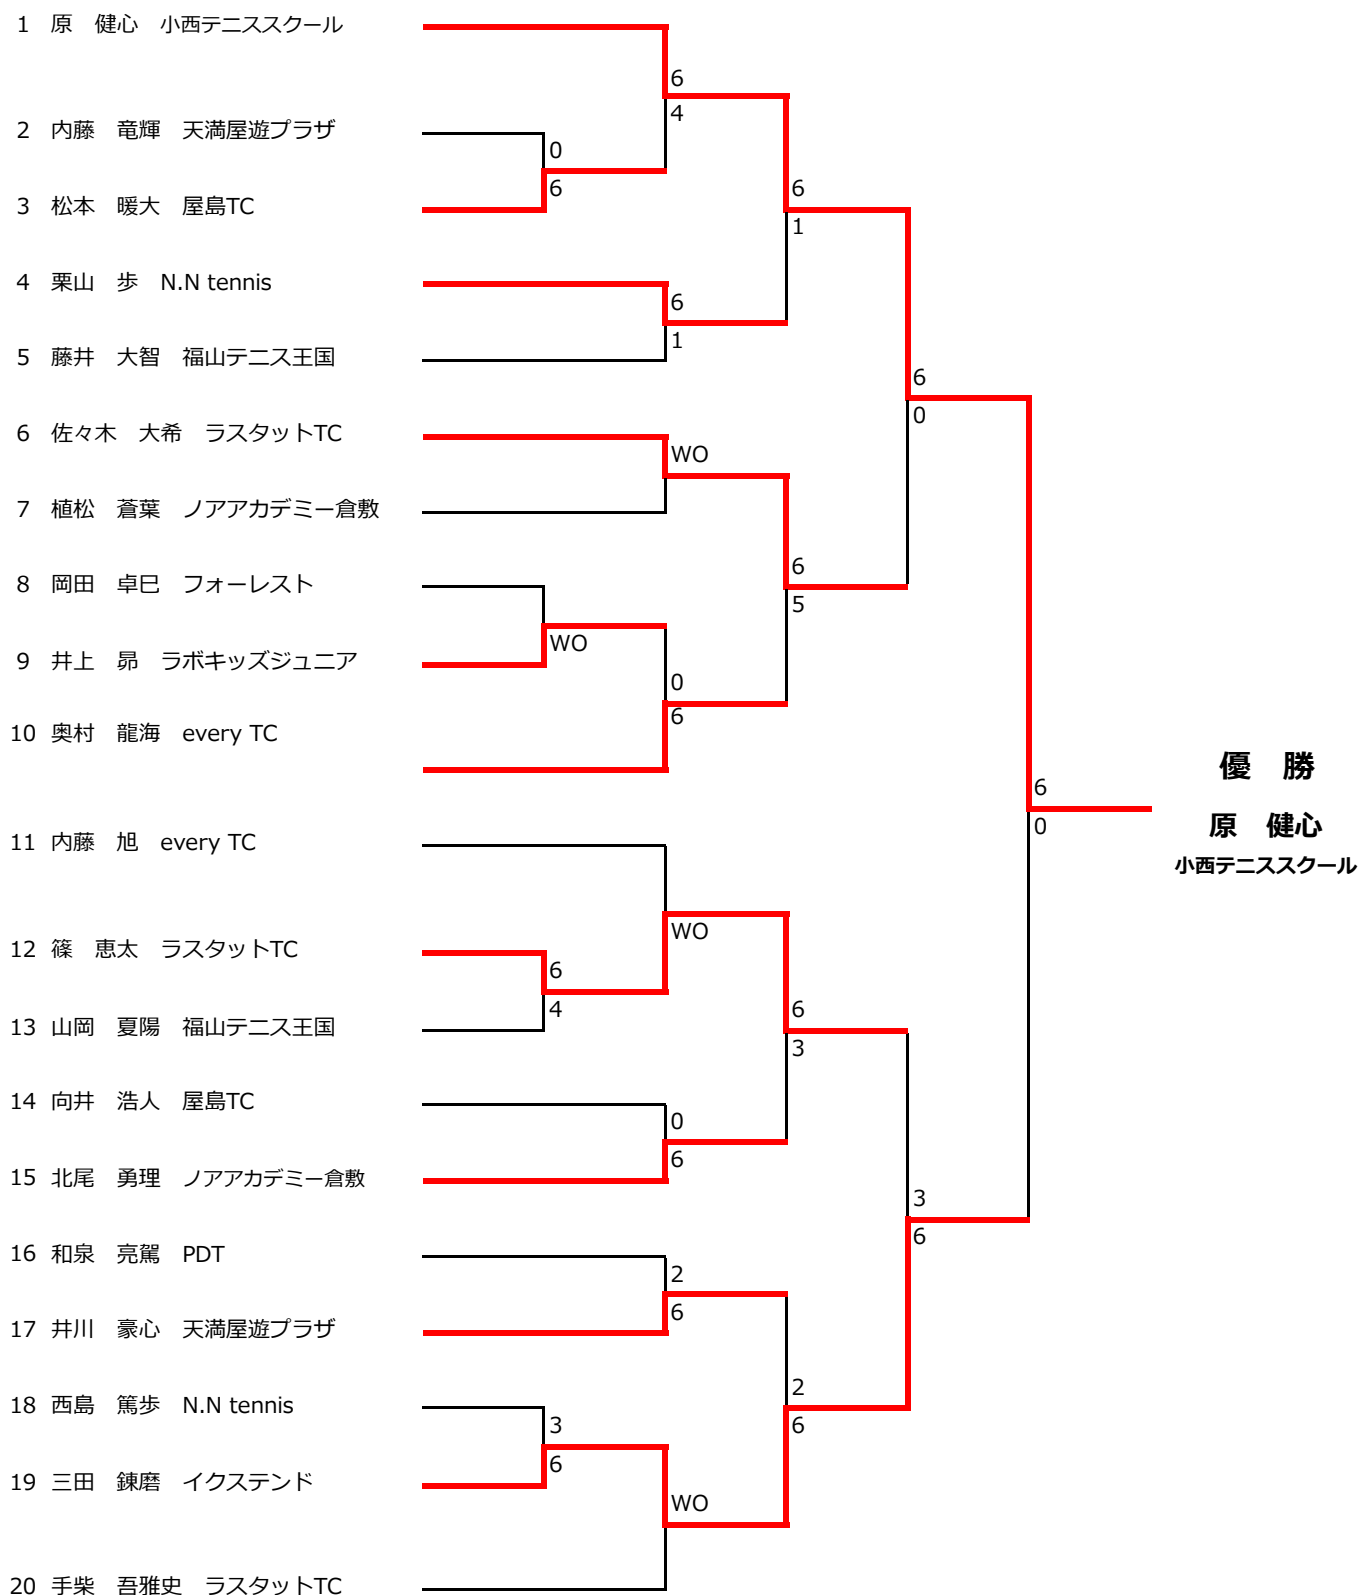 1 原　健心　小西テニススクール
6
4
2 内藤　竜輝　天満屋遊プラザ
0
6
3 松本　暖大　屋島TC
6
1
4 栗山　歩　N.N tennis
6
1
5 藤井　大智　福山テニス王国
6
0
6 佐々木　大希　ラスタットTC
WO
7 植松　蒼葉　ノアアカデミー倉敷
8 岡田　卓巳　フォーレスト
6
5
9 井上　昴　ラボキッズジュニア
WO
0
6
10 奥村　龍海　every TC
優　勝
6
0
原　健心
小西テニススクール
11 内藤　旭　every TC
WO
12 篠　恵太　ラスタットTC
6
4
13 山岡　夏陽　福山テニス王国
6
3
14 向井　浩人　屋島TC
0
6
15 北尾　勇理　ノアアカデミー倉敷
3
6
16 和泉　亮駕　PDT
2
6
17 井川　豪心　天満屋遊プラザ
2
6
18 西島　篤歩　N.N tennis
3
6
19 三田　錬磨　イクステンド
WO
20 手柴　吾雅史　ラスタットTC